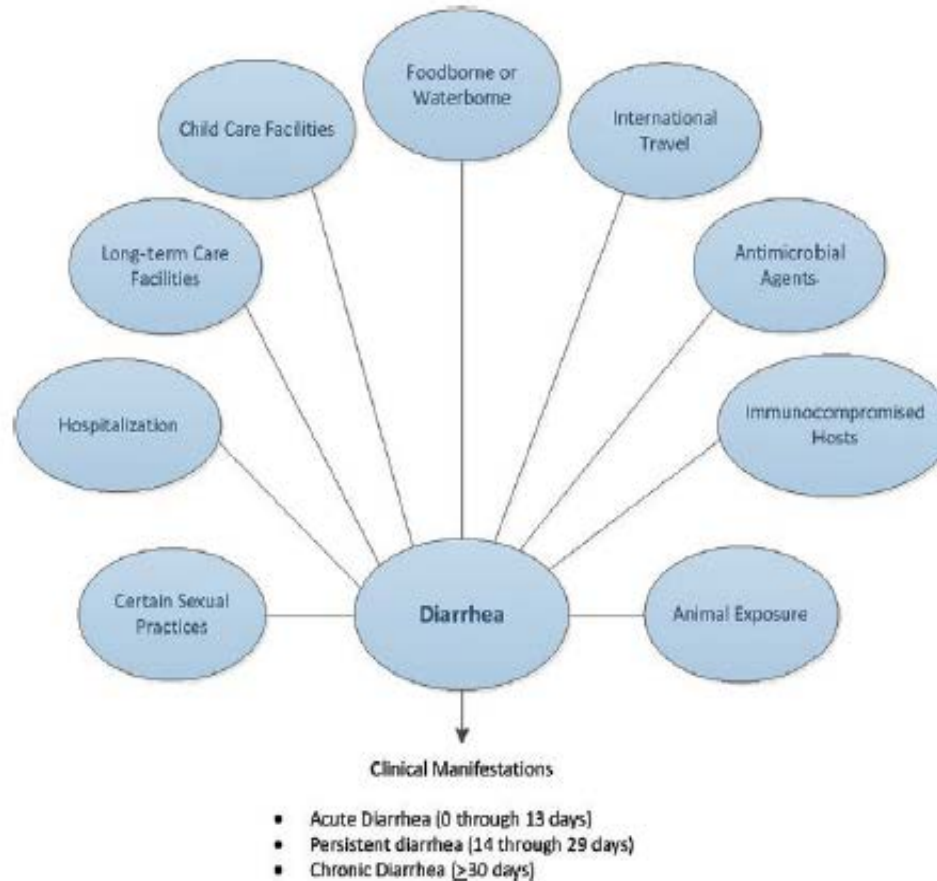 Foodborne or
Waterborne
Child Care Facilities
International
Travel
Long-term Care
Facilities
Antimicrobial
Agents
Hospitalization
Immunocompromised
Hosts
Certain Sexual
Practices
Diarrhea
Animal Exposure
Clinical Manifestations
• Acute Diarrhea (0 through 13 days)
• Persistent diarrhea (14 through 29 days)
• Chronic Diarrhea (≥30 days)